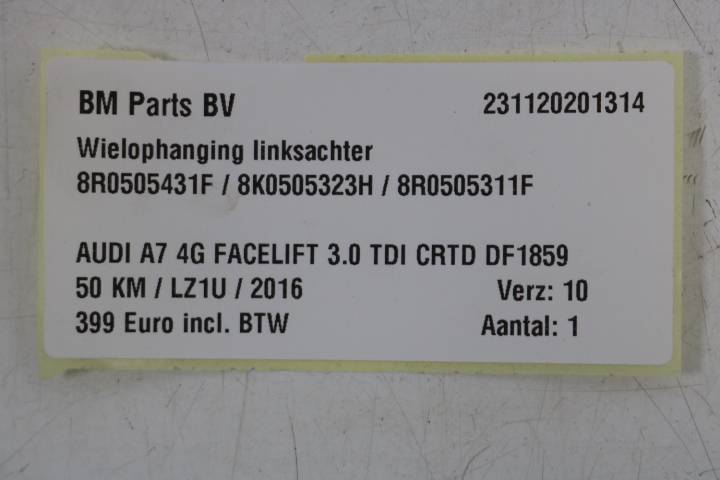 BM Parts BV 231120201314
Wielophanging linksachter
8R0505431F / 8K0505323H / 8R0505311F
AUDI A7 4G FACELIFT 3.0 TDI CRTD DF1859
50 KM / LZ1U / 2016 Verz: 10
399 Euro incl. BTW Aantal: 1